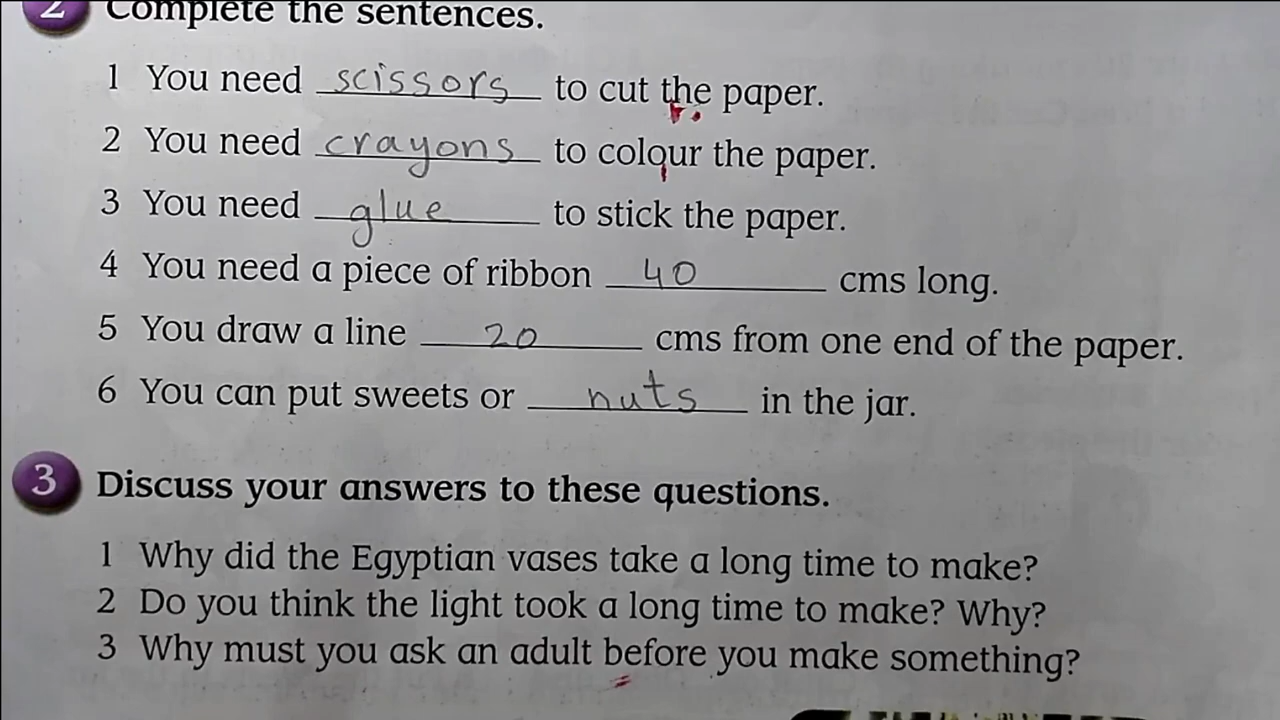 2 Complete the sentences.
1 You need scissors to cut the paper.
2 You need crayons to colour the paper.
3 You need glue to stick the paper.
4 You need a piece of ribbon 40 cms long.
5 You draw a line 20 cms from one end of the paper.
6 You can put sweets or nuts in the jar.
3 Discuss your answers to these questions.
1 Why did the Egyptian vases take a long time to make?
2 Do you think the light took a long time to make? Why?
3 Why must you ask an adult before you make something?